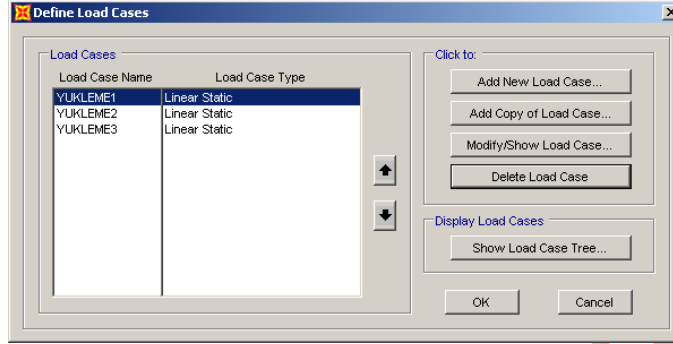 Define Load Cases
Load Cases
Load Case Name Load Case Type
YUKLEME1 Linear Static
YUKLEME2 Linear Static
YUKLEME3 Linear Static
Click to:
Add New Load Case...
Add Copy of Load Case...
Modify/Show Load Case...
Delete Load Case
Display Load Cases
Show Load Case Tree...
OK Cancel